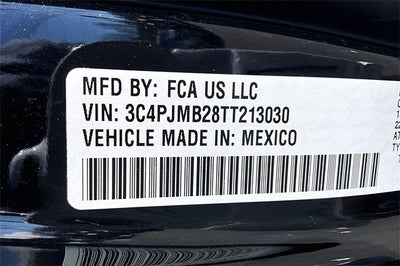 MFD BY: FCA US LLC
VIN: 3C4PJMB28TT213030
VEHICLE MADE IN: MEXICO